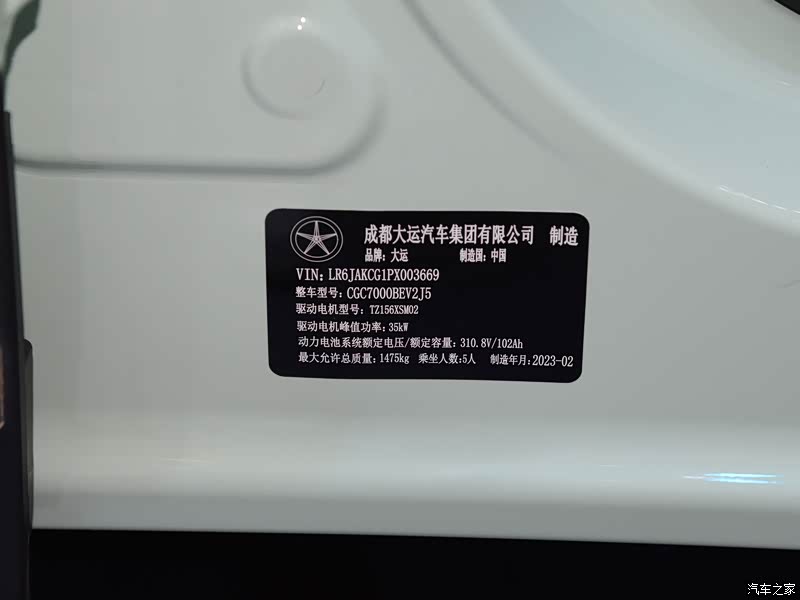 成都大运汽车集团有限公司 制造
品牌：大运 制造国：中国
VIN：LR6JAKCG1PX003669
整车型号：CGC7000BEV2J5
驱动电机型号：TZ156XSM02
驱动电机峰值功率：35kW
动力电池系统额定电压/额定容量：310.8V/102Ah
最大允许总质量：1475kg 乘坐人数：5人 制造年月：2023-02
汽车之家